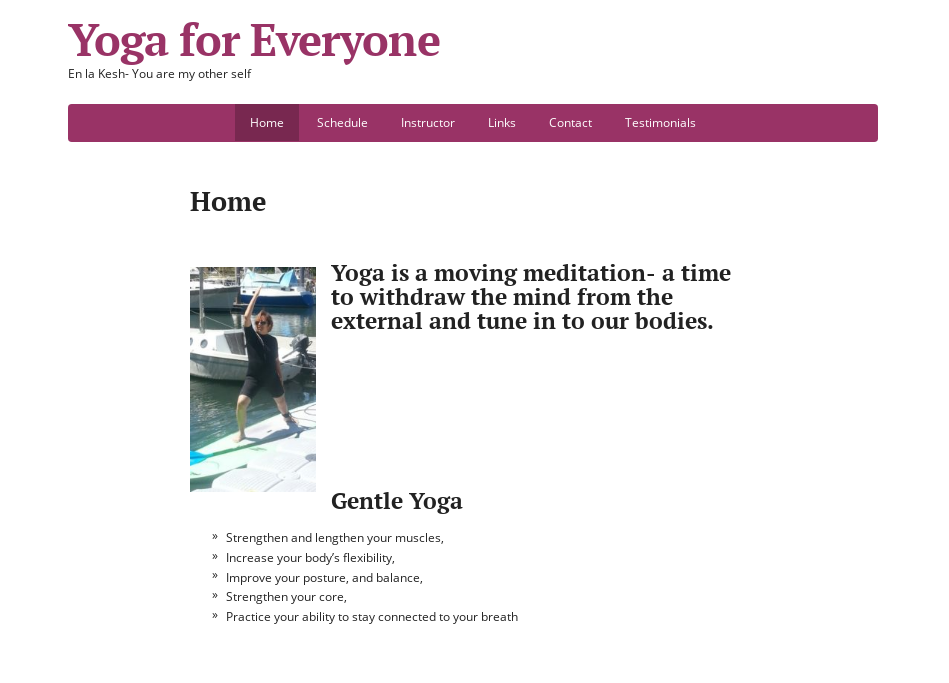 Yoga for Everyone
En la Kesh- You are my other self
Home Schedule Instructor Links Contact Testimonials
Home
Yoga is a moving meditation- a time
to withdraw the mind from the
external and tune in to our bodies.
Gentle Yoga
» Strengthen and lengthen your muscles,
» Increase your body’s flexibility,
» Improve your posture, and balance,
» Strengthen your core,
» Practice your ability to stay connected to your breath